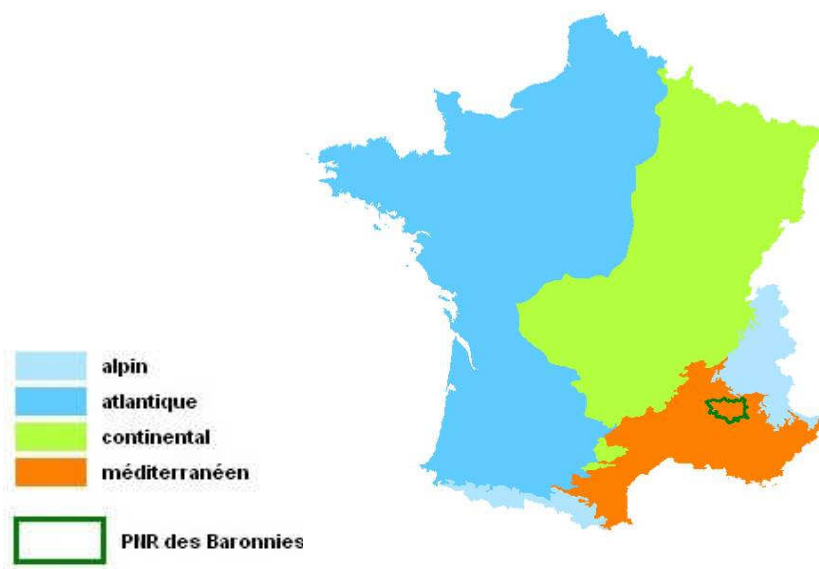 alpin
atlantique
continental
méditerranéen
PNR des Baronnies